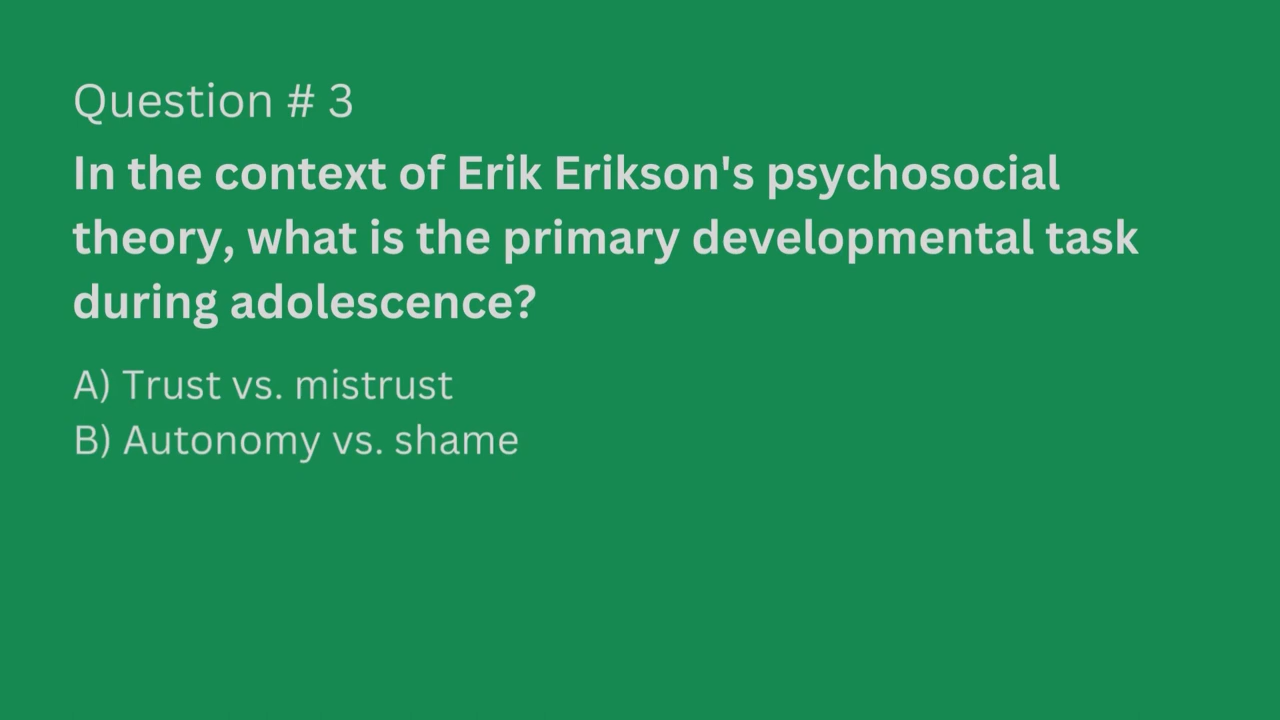 Question # 3
In the context of Erik Erikson's psychosocial
theory, what is the primary developmental task
during adolescence?
A) Trust vs. mistrust
B) Autonomy vs. shame